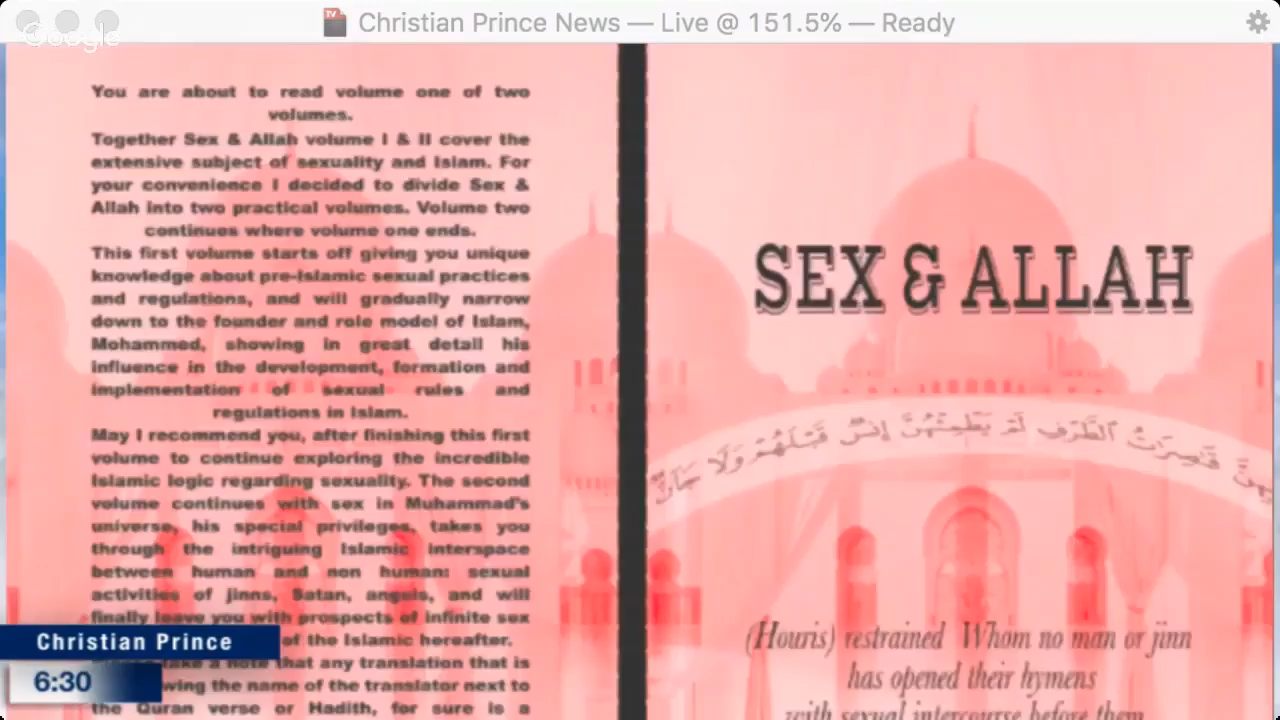 Christian Prince News — Live @ 151.5% — Ready
Google
You are about to read volume one of two
volumes.
Together Sex & Allah volume I & II cover the
extensive subject of sexuality and Islam. For
your convenience I decided to divide Sex &
Allah into two practical volumes. Volume two
continues where volume one ends.
This first volume starts off giving you unique
knowledge about pre-Islamic sexual practices
and regulations, and will gradually narrow
down to the founder and role model of Islam,
Mohammed, showing in great detail his
influence in the development, formation and
implementation of sexual rules and
regulations in Islam.
May I recommend you, after finishing this first
volume to continue exploring the incredible
Islamic logic regarding sexuality. The second
volume continues with sex in Muhammad's
universe, his special privileges, takes you
through the intriguing Islamic interspace
between human and non human: sexual
activities of jinns, Satan, angels, and will
finally leave you with prospects of infinite sex
of the Islamic hereafter.
take a note that any translation that is
the name of the translator next to
the Quran verse or Hadith, for sure is a
Christian Prince
6:30
SEX & ALLAH
قَاصِرَاتُ الطَّرْفِ لَمْ يَطْمِثْهُنَّ إِنْسٌ قَبْلَهُمْ وَلَا جَانٌّ
(Houris) restrained Whom no man or jinn
has opened their hymens
with sexual intercourse before them